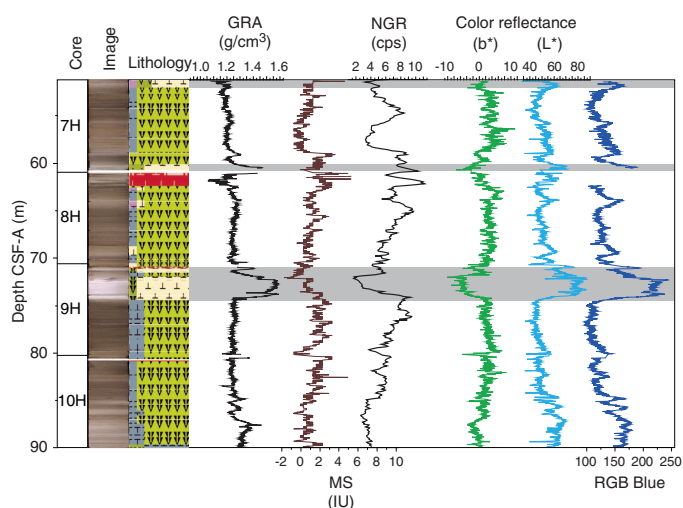 Core
Image
Lithology
GRA
(g/cm3)
NGR
(cps)
Color reflectance
(b*)
(L*)
1.0 1.2 1.4 1.6
2 4 6 8 10
-10 0 10
40 60 80
7H
8H
9H
10H
Depth CSF-A (m)
60
70
80
90
-2 0 2 4 6 8 10
MS
(IU)
100 150 200 250
RGB Blue